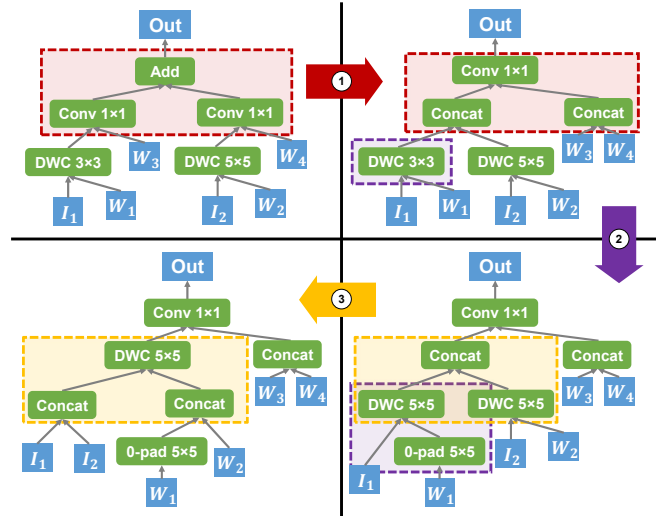 Out
Add
Conv 1×1
Conv 1×1
DWC 3×3
W₃
DWC 5×5
W₄
I₁
W₁
I₂
W₂
1
Out
Conv 1×1
Concat
Concat
DWC 3×3
DWC 5×5
W₃
W₄
I₁
W₁
I₂
W₂
2
Out
Conv 1×1
DWC 5×5
Concat
Concat
Concat
W₃
W₄
I₁
I₂
0-pad 5×5
W₂
W₁
3
Out
Conv 1×1
Concat
Concat
DWC 5×5
DWC 5×5
W₃
W₄
I₁
0-pad 5×5
I₂
W₂
W₁